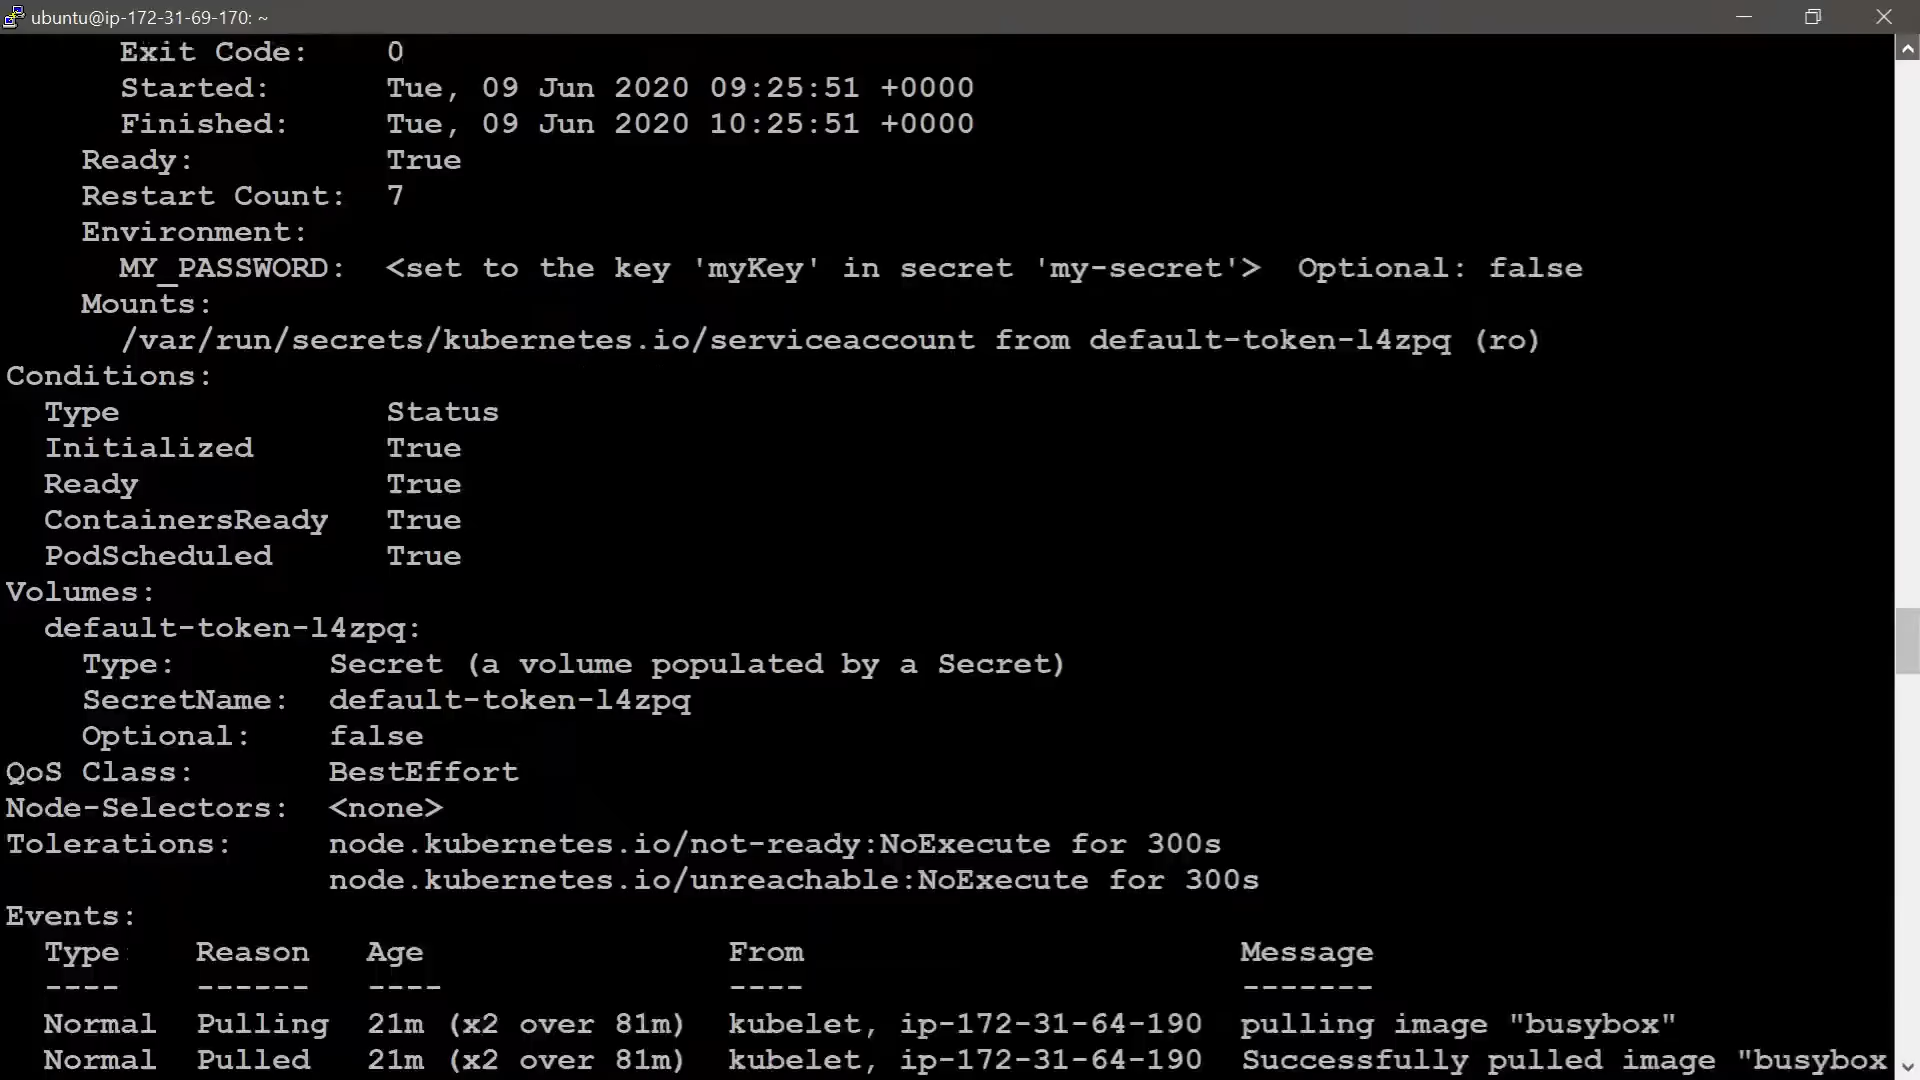 ubuntu@ip-172-31-69-170: ~
Exit Code: 0
Started: Tue, 09 Jun 2020 09:25:51 +0000
Finished: Tue, 09 Jun 2020 10:25:51 +0000
Ready: True
Restart Count: 7
Environment:
MY_PASSWORD: <set to the key 'myKey' in secret 'my-secret'> Optional: false
Mounts:
/var/run/secrets/kubernetes.io/serviceaccount from default-token-l4zpq (ro)
Conditions:
Type Status
Initialized True
Ready True
ContainersReady True
PodScheduled True
Volumes:
default-token-l4zpq:
Type: Secret (a volume populated by a Secret)
SecretName: default-token-l4zpq
Optional: false
QoS Class: BestEffort
Node-Selectors: <none>
Tolerations: node.kubernetes.io/not-ready:NoExecute for 300s
node.kubernetes.io/unreachable:NoExecute for 300s
Events:
Type Reason Age From Message
---- ------ ---- ---- -------
Normal Pulling 21m (x2 over 81m) kubelet, ip-172-31-64-190 pulling image "busybox"
Normal Pulled 21m (x2 over 81m) kubelet, ip-172-31-64-190 Successfully pulled image "busybox